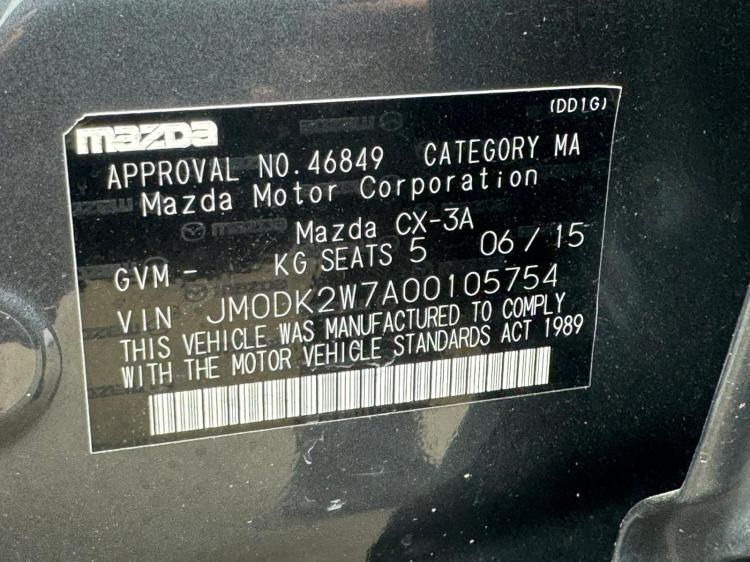 (DD1G)
mazda
APPROVAL NO. 46849 CATEGORY MA
Mazda Motor Corporation
Mazda CX-3A
GVM - KG SEATS 5 06 / 15
VIN JM0DK2W7A00105754
THIS VEHICLE WAS MANUFACTURED TO COMPLY
WITH THE MOTOR VEHICLE STANDARDS ACT 1989